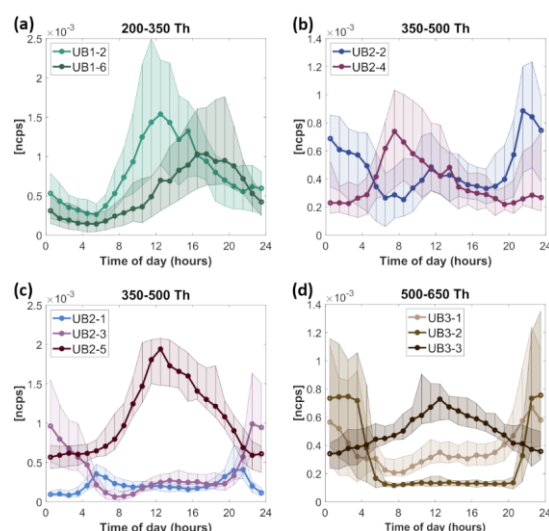 (a)
200-350 Th
×10⁻³
2.5
2
1.5
1
0.5
0
[ncps]
UB1-2
UB1-6
0 4 8 12 16 20 24
Time of day (hours)
(b)
350-500 Th
×10⁻³
1.4
1.2
1
0.8
0.6
0.4
0.2
0
[ncps]
UB2-2
UB2-4
0 4 8 12 16 20 24
Time of day (hours)
(c)
350-500 Th
×10⁻³
2.5
2
1.5
1
0.5
0
[ncps]
UB2-1
UB2-3
UB2-5
0 4 8 12 16 20 24
Time of day (hours)
(d)
500-650 Th
×10⁻³
1.4
1.2
1
0.8
0.6
0.4
0.2
0
[ncps]
UB3-1
UB3-2
UB3-3
0 4 8 12 16 20 24
Time of day (hours)